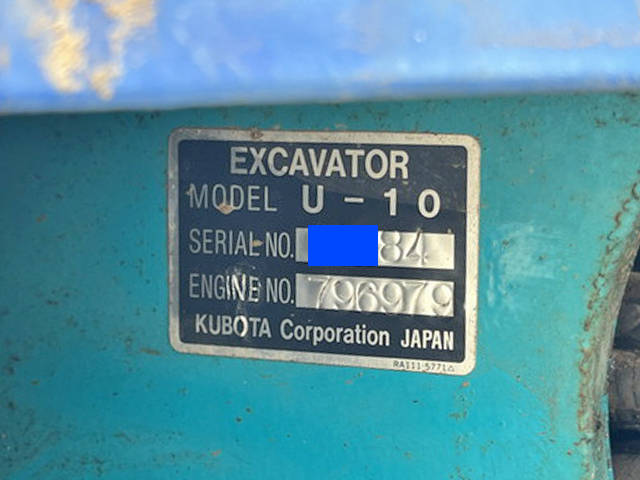 EXCAVATOR
MODEL U-10
SERIAL NO. 84
ENGINE NO. 796979
KUBOTA Corporation JAPAN
RA111-5771△